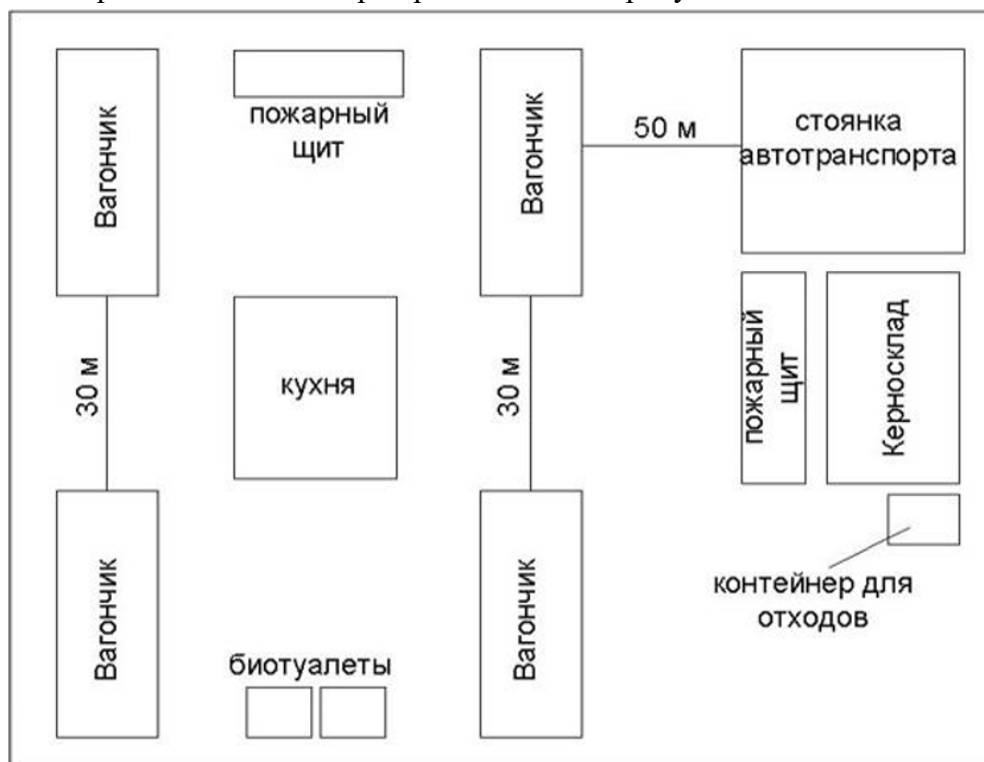 Вагончик
пожарный
щит
Вагончик
50 м
стоянка
автотранспорта
30 м
кухня
30 м
пожарный
щит
Керносклад
контейнер для
отходов
Вагончик
биотуалеты
Вагончик